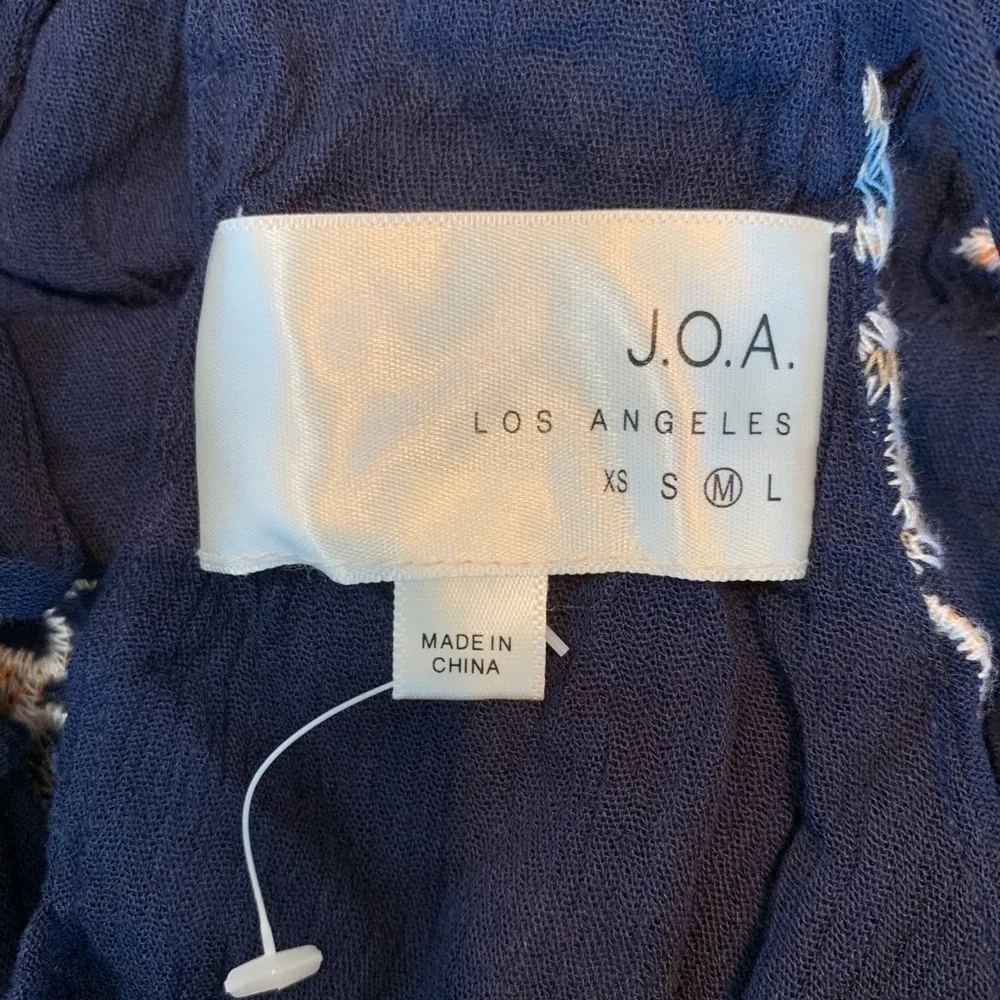 J.O.A.
LOS ANGELES
XS S M L
MADE IN
CHINA